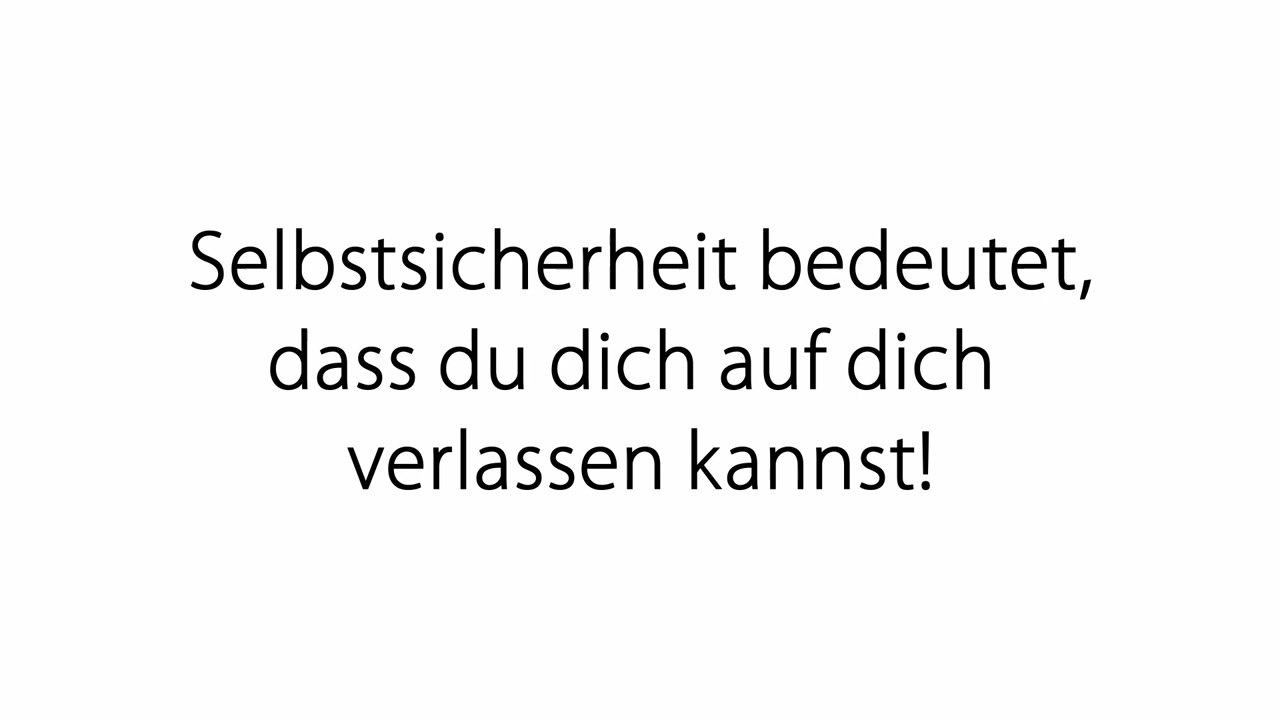 Selbstsicherheit bedeutet,
dass du dich auf dich
verlassen kannst!